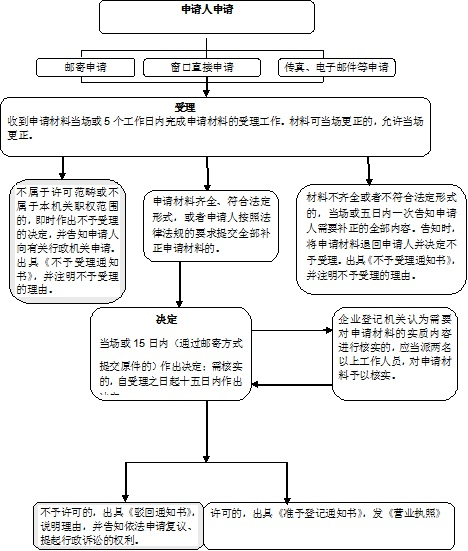 申请人申请
邮寄申请
窗口直接申请
传真、电子邮件等申请
受理
收到申请材料当场或 5 个工作日内完成申请材料的受理工作。材料可当场更正的，允许当场
更正。
不属于许可范畴或不
属于本机关职权范围
的，即时作出不予受理
的决定，并告知申请人
向有关行政机关申请。
出具《不予受理通知
书》，并注明不予受理
的理由。
申请材料齐全、符合法定
形式，或者申请人按照法
律法规的要求提交全部补
正申请材料的。
材料不齐全或者不符合法定形式
的，当场或五日内一次告知申请
人需要补正的全部内容。告知时，
将申请材料退回申请人并决定不
予受理。出具《不予受理通知书》，
并注明不予受理的理由。
决定
当场或 15 日内（通过邮寄方式
提交原件的）作出决定；需核实
的，自受理之日起十五日内作出
企业登记机关认为需要
对申请材料的实质内容
进行核实的，应当派两名
以上工作人员，对申请材
料予以核实。
不予许可的，出具《驳回通知书》，
说明理由，并告知依法申请复议、
提起行政诉讼的权利。
许可的，出具《准予登记通知书》，发《营业执照》